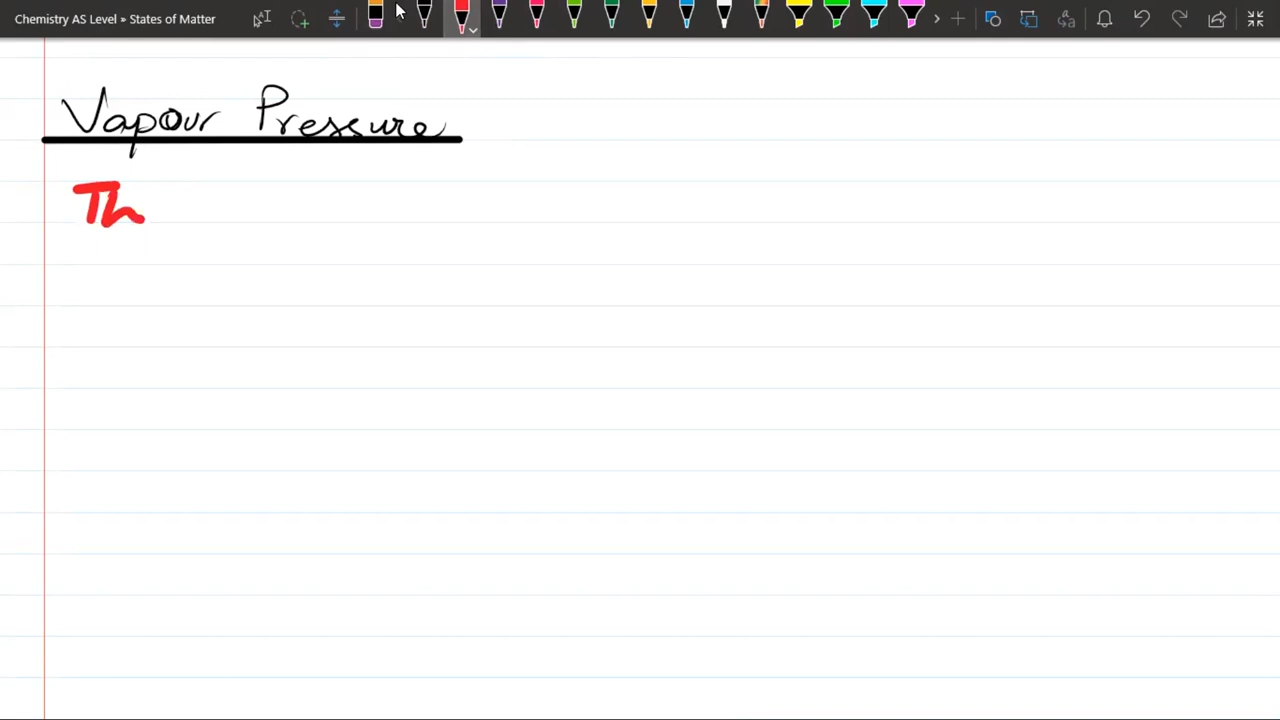 Chemistry AS Level » States of Matter
Vapour Pressure
Th